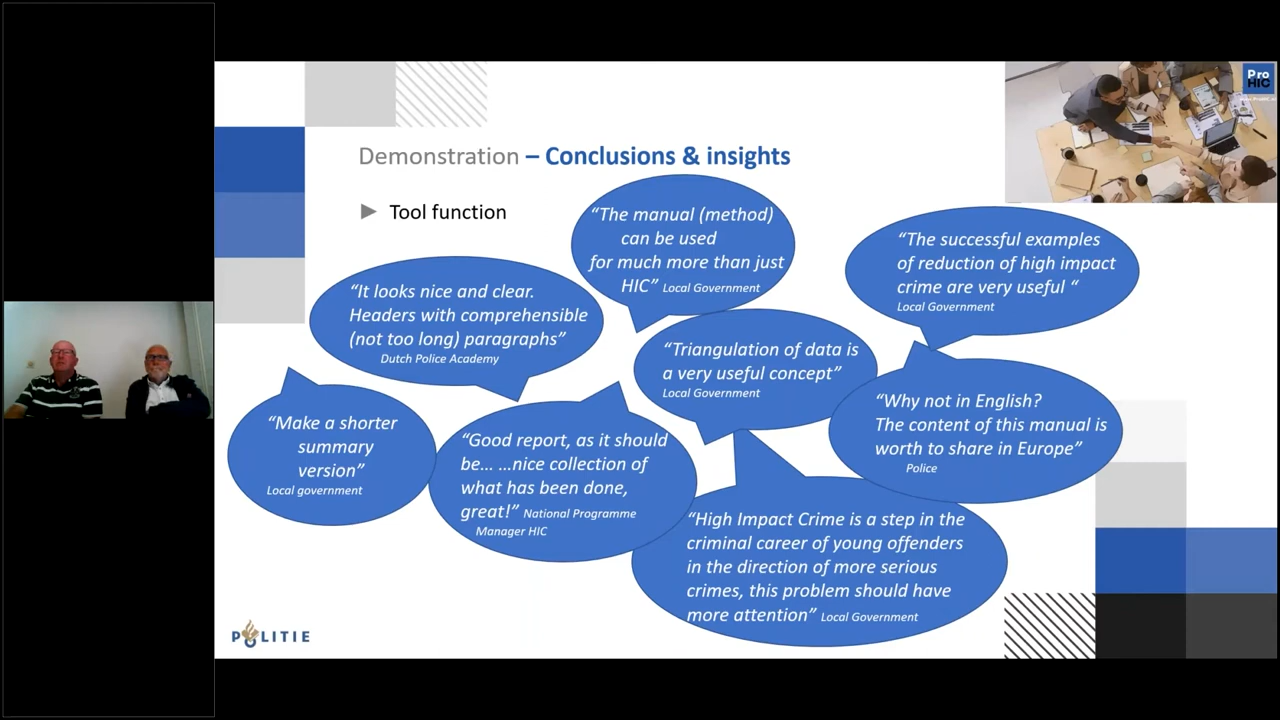 Pro
HIC
Demonstration – Conclusions & insights
Tool function
“The manual (method)
can be used
for much more than just
HIC” Local Government
“The successful examples
of reduction of high impact
crime are very useful “
Local Government
“It looks nice and clear.
Headers with comprehensible
(not too long) paragraphs”
Dutch Police Academy
“Triangulation of data is
a very useful concept”
Local Government
“Why not in English?
The content of this manual is
worth to share in Europe”
Police
“Make a shorter
summary
version”
Local government
“Good report, as it should
be… …nice collection of
what has been done,
great!” National Programme
Manager HIC
“High Impact Crime is a step in the
criminal career of young offenders
in the direction of more serious
crimes, this problem should have
more attention” Local Government
POLITIE